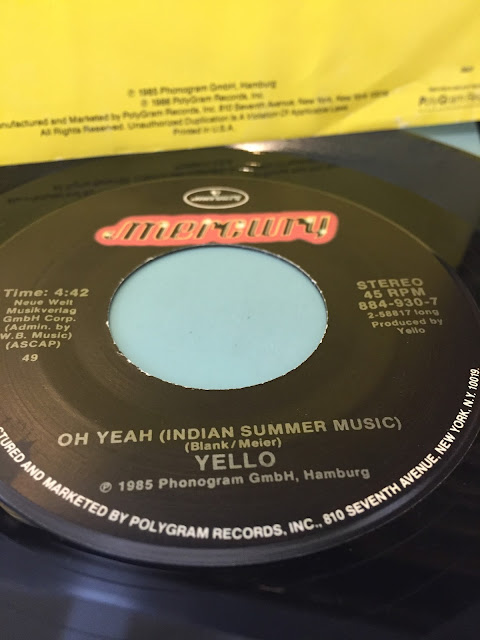 ℗ 1985 Phonogram GmbH, Hamburg
© 1986 PolyGram Records, Inc.
Manufactured and Marketed by PolyGram Records, Inc. 810 Seventh Avenue, New York, New York
All Rights Reserved. Unauthorized Duplication is A Violation Of Applicable Laws.
Printed in U.S.A.
mercury
mercury
Time: 4:42
Neue Welt
Musikverlag
GmbH Corp.
(Admin. by
W.B. Music)
(ASCAP)
49
STEREO
45 RPM
884-930-7
2-58817 long
Produced by
Yello
OH YEAH (INDIAN SUMMER MUSIC)
(Blank/Meier)
YELLO
℗ 1985 Phonogram GmbH, Hamburg
CTURED AND MARKETED BY POLYGRAM RECORDS, INC., 810 SEVENTH AVENUE, NEW YORK, N.Y. 10019.